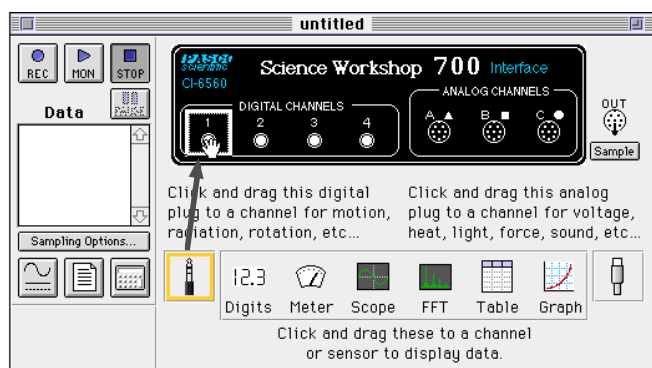 untitled
REC MON STOP
PAUSE
Data
Sampling Options...
PASCO
scientific
CI-6560
Science Workshop 700 Interface
DIGITAL CHANNELS
1 2 3 4
ANALOG CHANNELS
A B C
OUT
Sample
Click and drag this digital
plug to a channel for motion,
radiation, rotation, etc...
Click and drag this analog
plug to a channel for voltage,
heat, light, force, sound, etc...
12.3
Digits Meter Scope FFT Table Graph
Click and drag these to a channel
or sensor to display data.